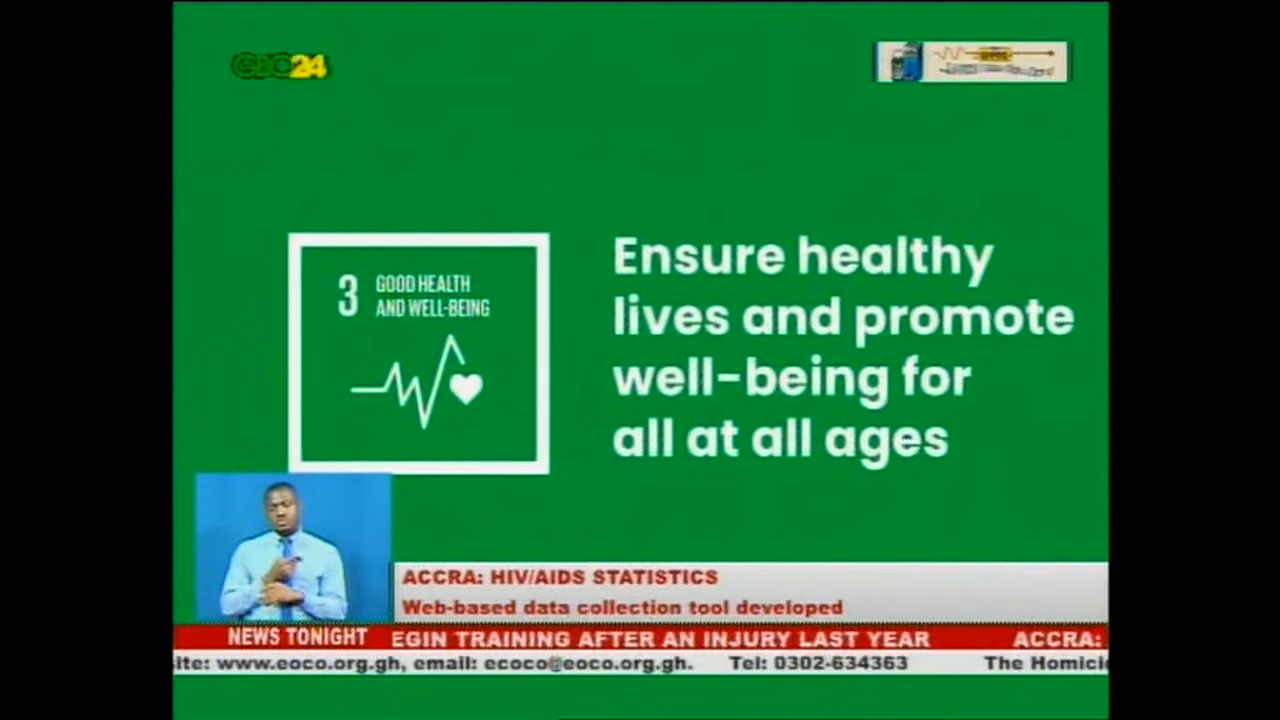 GBC24
3 GOOD HEALTH
AND WELL-BEING
Ensure healthy
lives and promote
well-being for
all at all ages
ACCRA: HIV/AIDS STATISTICS
Web-based data collection tool developed
NEWS TONIGHT EGIN TRAINING AFTER AN INJURY LAST YEAR ACCRA:
site: www.eoco.org.gh, email: ecoco@eoco.org.gh. Tel: 0302-634363 The Homici